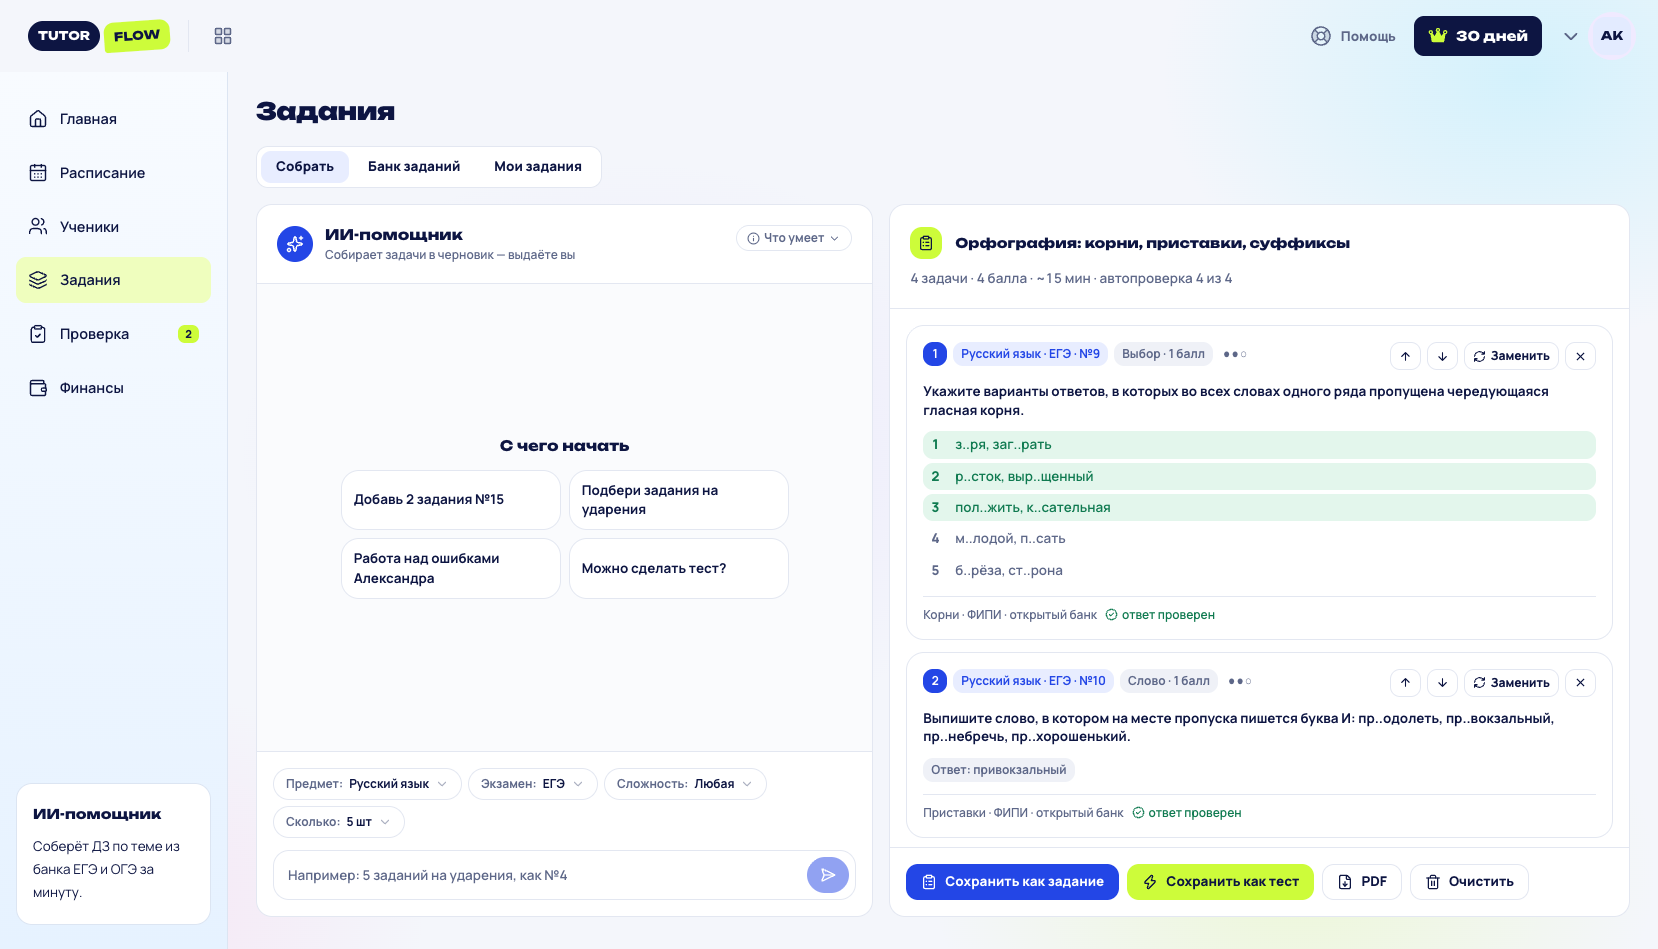 TUTOR FLOW
Помощь
30 дней
АК
Главная
Расписание
Ученики
Задания
Проверка 2
Финансы
ИИ-помощник
Соберёт ДЗ по теме из
банка ЕГЭ и ОГЭ за
минуту.
Задания
Собрать Банк заданий Мои задания
ИИ-помощник
Собирает задачи в черновик — выдаёте вы
Что умеет
С чего начать
Добавь 2 задания №15
Подбери задания на
ударения
Работа над ошибками
Александра
Можно сделать тест?
Предмет: Русский язык
Экзамен: ЕГЭ
Сложность: Любая
Сколько: 5 шт
Например: 5 заданий на ударения, как №4
Орфография: корни, приставки, суффиксы
4 задачи · 4 балла · ~15 мин · автопроверка 4 из 4
1 Русский язык · ЕГЭ · №9 Выбор · 1 балл
Заменить
Укажите варианты ответов, в которых во всех словах одного ряда пропущена чередующаяся
гласная корня.
1 з..ря, заг..рать
2 р..сток, выр..щенный
3 пол..жить, к..сательная
4 м..лодой, п..сать
5 б..рёза, ст..рона
Корни · ФИПИ · открытый банк ответ проверен
2 Русский язык · ЕГЭ · №10 Слово · 1 балл
Заменить
Выпишите слово, в котором на месте пропуска пишется буква И: пр..одолеть, пр..вокзальный,
пр..небречь, пр..хорошенький.
Ответ: привокзальный
Приставки · ФИПИ · открытый банк ответ проверен
Сохранить как задание
Сохранить как тест
PDF
Очистить